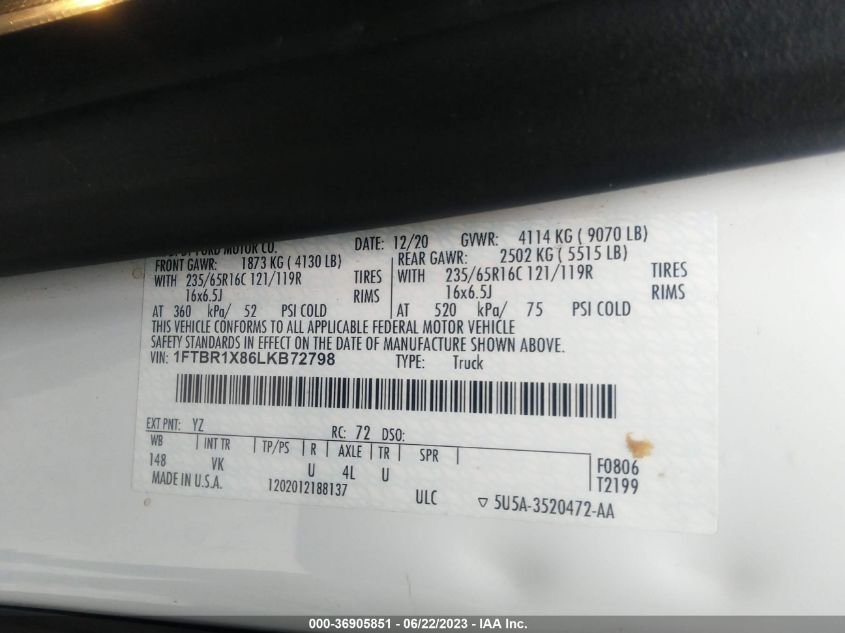 FORD MOTOR CO.
DATE: 12/20 GVWR: 4114 KG ( 9070 LB)
FRONT GAWR: 1873 KG ( 4130 LB) REAR GAWR: 2502 KG ( 5515 LB)
WITH 235/65R16C 121/119R TIRES WITH 235/65R16C 121/119R TIRES
16x6.5J RIMS 16x6.5J RIMS
AT 360 kPa/ 52 PSI COLD AT 520 kPa/ 75 PSI COLD
THIS VEHICLE CONFORMS TO ALL APPLICABLE FEDERAL MOTOR VEHICLE
SAFETY STANDARDS IN EFFECT ON THE DATE OF MANUFACTURE SHOWN ABOVE.
VIN: 1FTBR1X86LKB72798 TYPE: Truck
EXT PNT: YZ RC: 72 DSO:
WB INT TR TP/PS R AXLE TR SPR
148 VK U 4L U F0806
MADE IN U.S.A. 1202012188137 ULC 5U5A-3520472-AA T2199
000-36905851 - 06/22/2023 - IAA Inc.